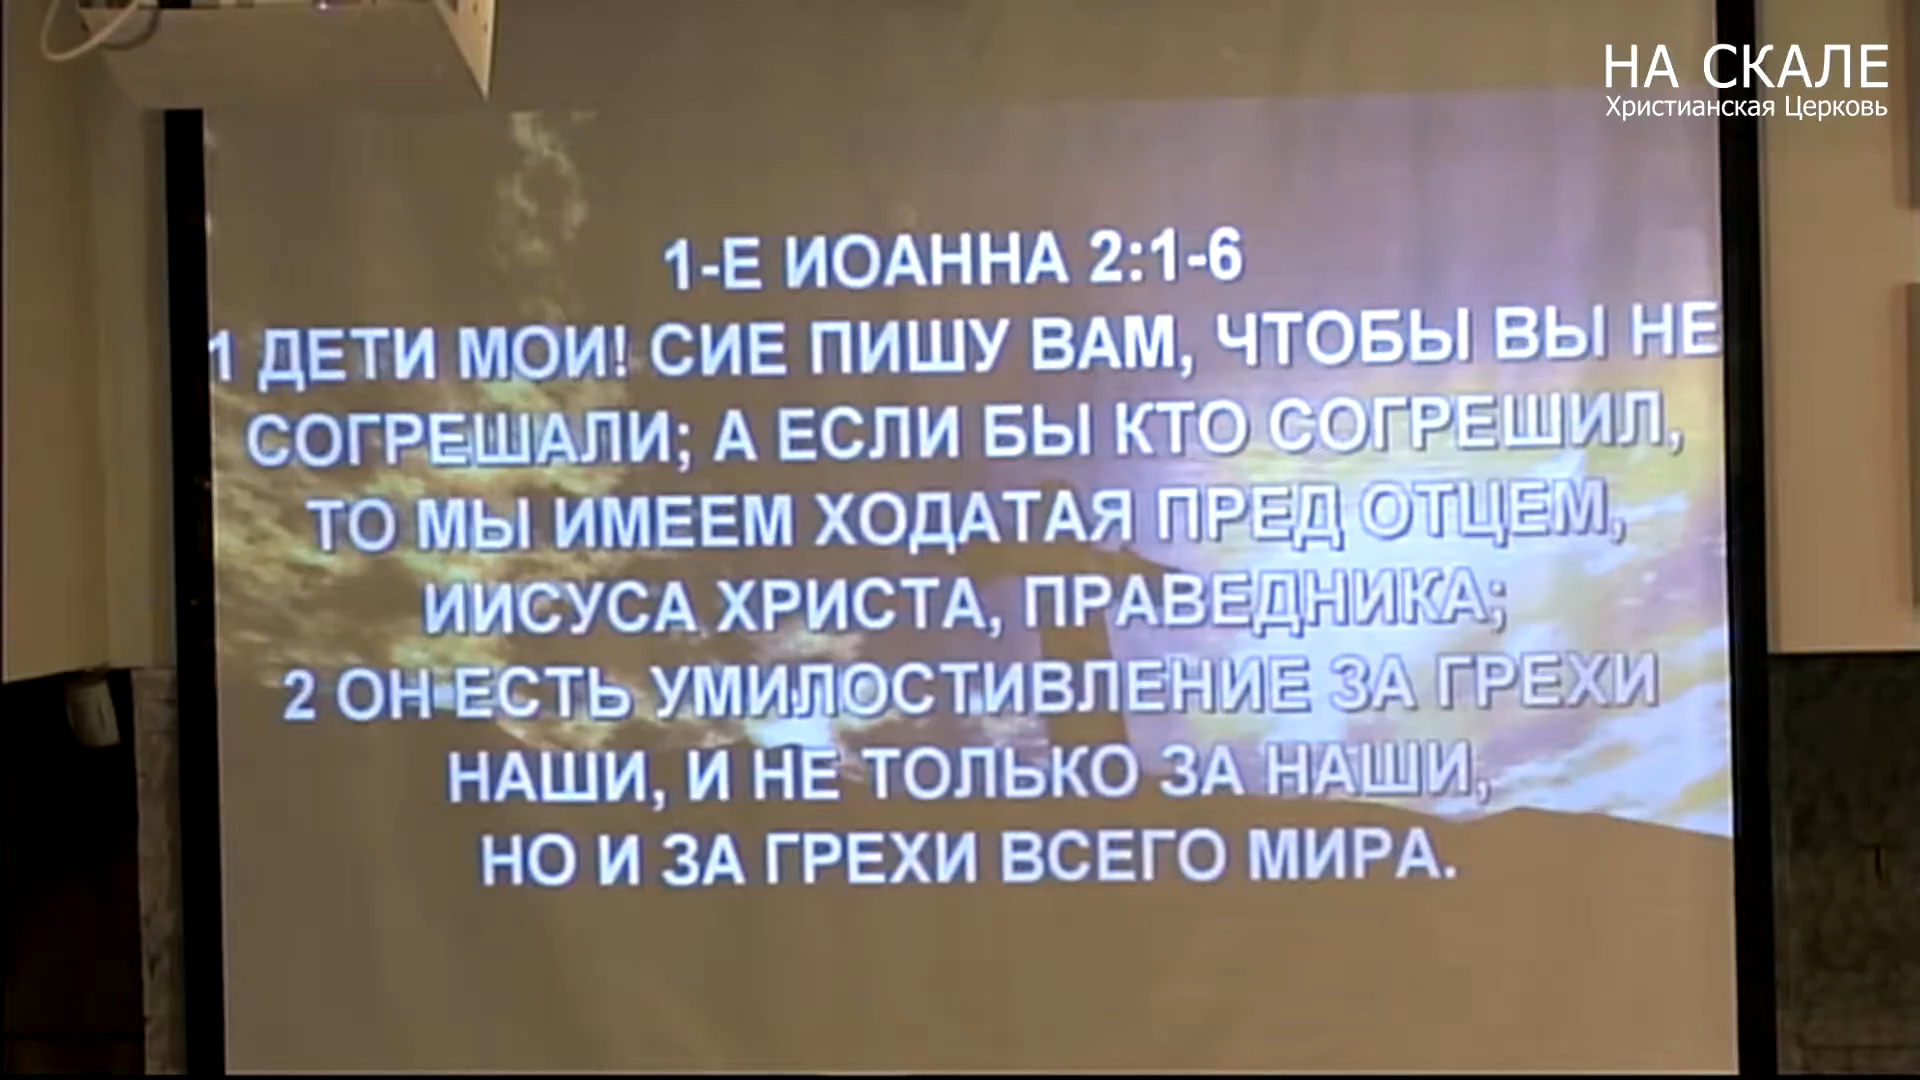 НА СКАЛЕ
Христианская Церковь
1-Е ИОАННА 2:1-6
1 ДЕТИ МОИ! СИЕ ПИШУ ВАМ, ЧТОБЫ ВЫ НЕ
СОГРЕШАЛИ; А ЕСЛИ БЫ КТО СОГРЕШИЛ,
ТО МЫ ИМЕЕМ ХОДАТАЯ ПРЕД ОТЦЕМ,
ИИСУСА ХРИСТА, ПРАВЕДНИКА;
2 ОН ЕСТЬ УМИЛОСТИВЛЕНИЕ ЗА ГРЕХИ
НАШИ, И НЕ ТОЛЬКО ЗА НАШИ,
НО И ЗА ГРЕХИ ВСЕГО МИРА.